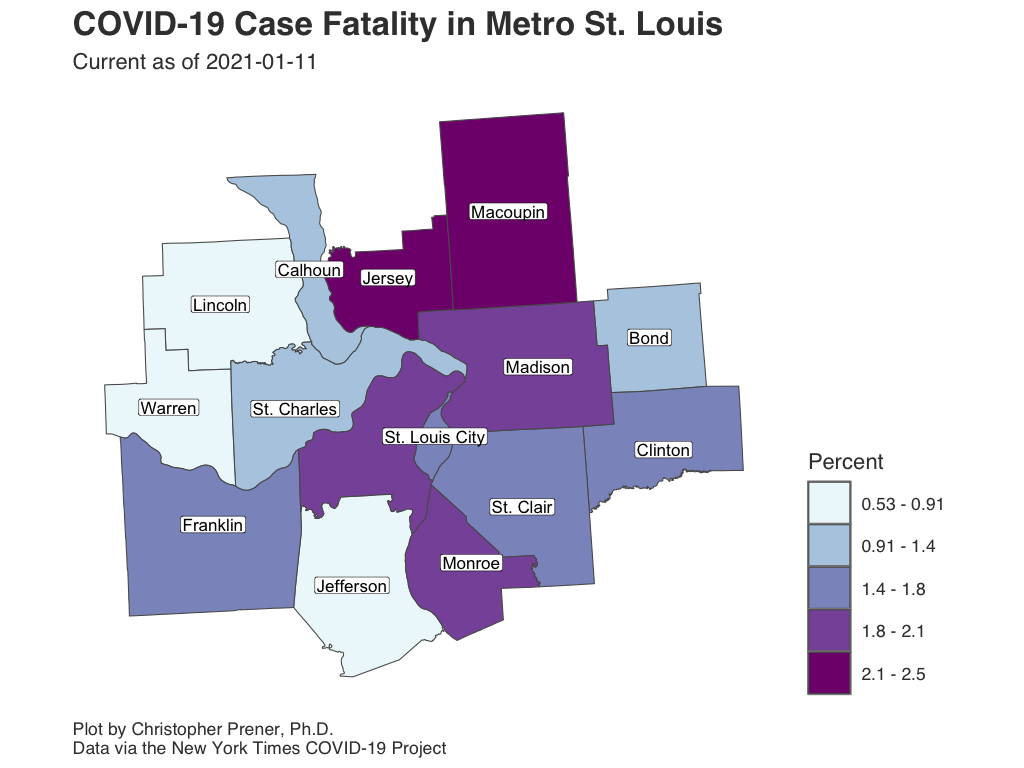 COVID-19 Case Fatality in Metro St. Louis
Current as of 2021-01-11
Macoupin
Calhoun
Jersey
Lincoln
Bond
Madison
Warren
St. Charles
St. Louis City
Clinton
St. Clair
Franklin
Monroe
Jefferson
Percent
0.53 - 0.91
0.91 - 1.4
1.4 - 1.8
1.8 - 2.1
2.1 - 2.5
Plot by Christopher Prener, Ph.D.
Data via the New York Times COVID-19 Project